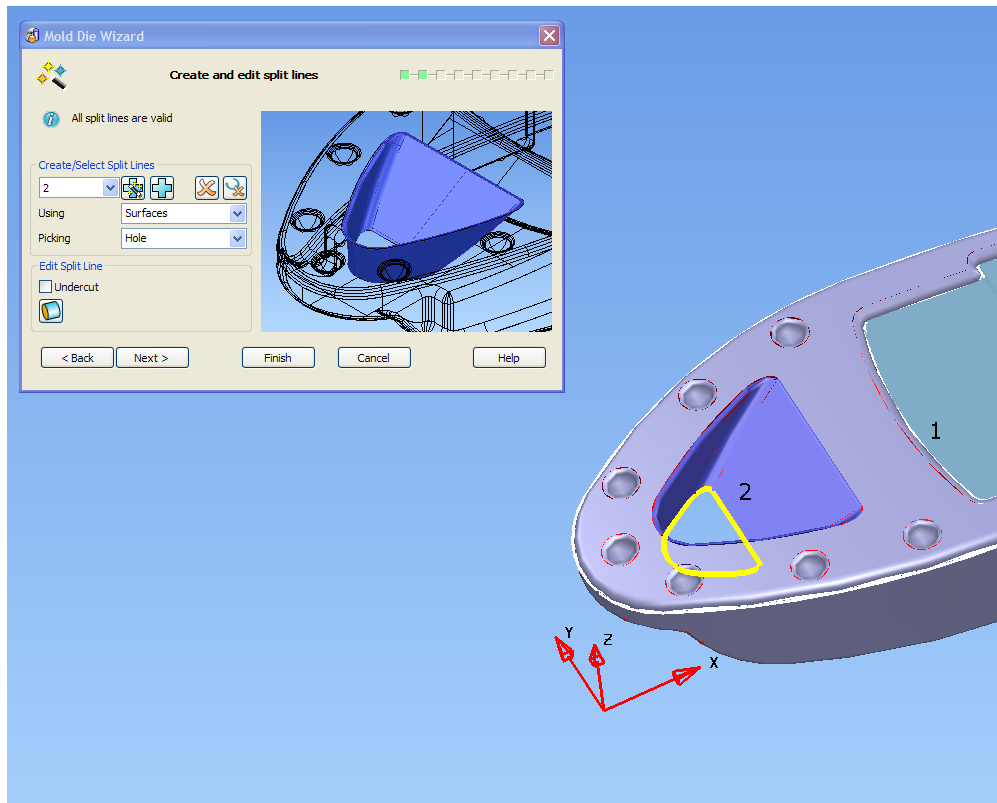 Mold Die Wizard
Create and edit split lines
All split lines are valid
Create/Select Split Lines
2
Using Surfaces
Picking Hole
Edit Split Line
Undercut
< Back Next > Finish Cancel Help
1
2
Y Z X